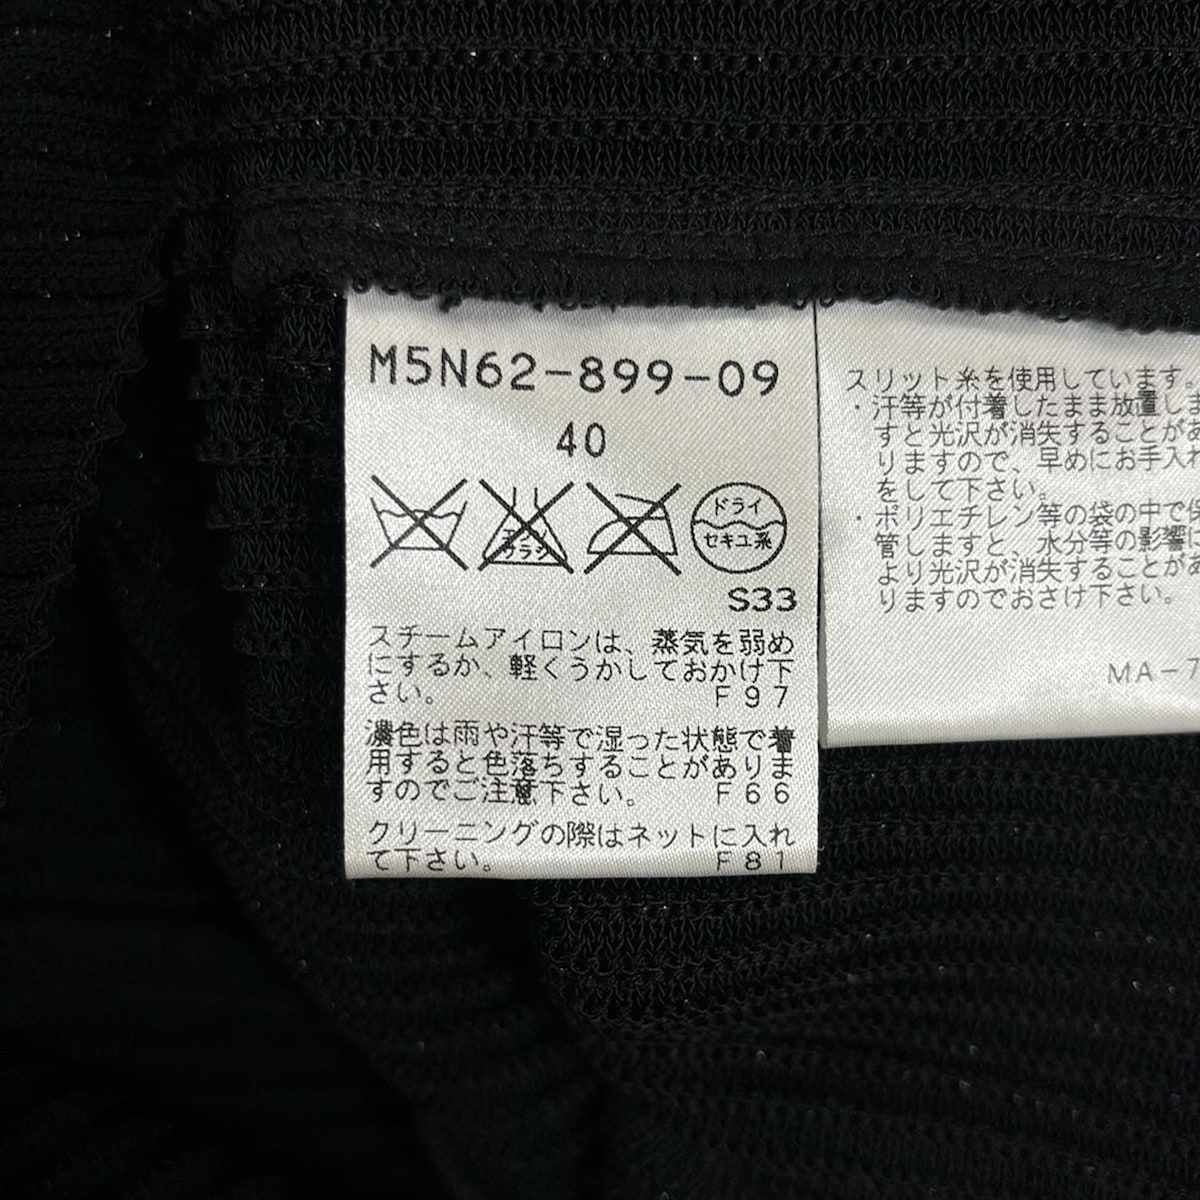 M5N62-899-09
40
エンソ
サラシ
ドライ
セキユ系
S33
スチームアイロンは、蒸気を弱め
にするか、軽くうかしておかけ下
さい。 F97
濃色は雨や汗等で湿った状態で着
用すると色落ちすることがありま
すのでご注意下さい。 F66
クリーニングの際はネットに入れ
て下さい。 F81
スリット糸を使用しています。
・汗等が付着したまま放置しま
すと光沢が消失することがあ
りますので、早めにお手入れ
をして下さい。
・ポリエチレン等の袋の中で保
管しますと、水分等の影響に
より光沢が消失することがあ
りますのでおさけ下さい。
MA-7